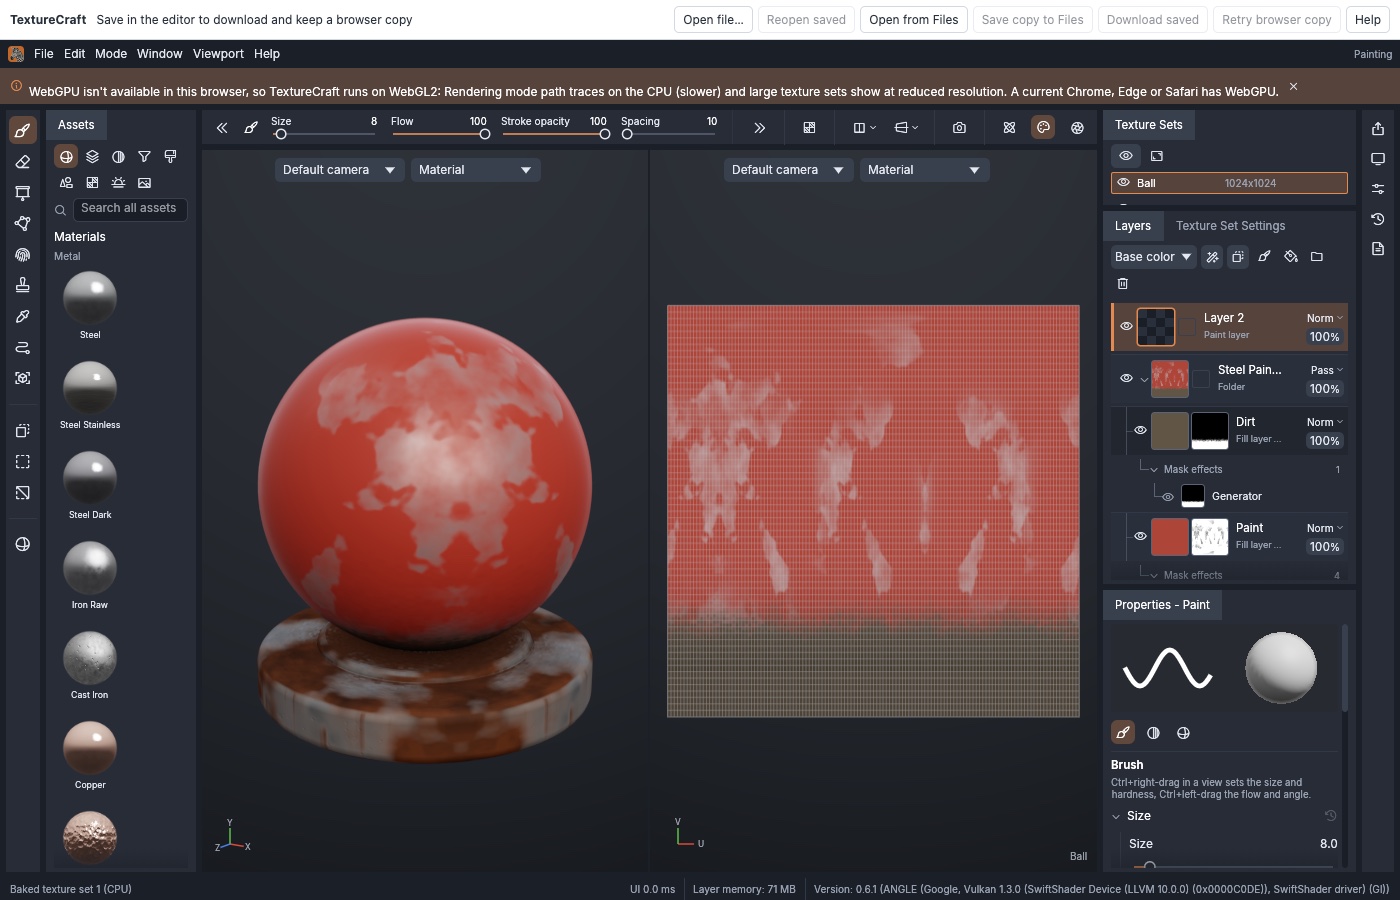 TextureCraft Save in the editor to download and keep a browser copy
Open file... Reopen saved Open from Files Save copy to Files Download saved Retry browser copy Help
File Edit Mode Window Viewport Help Painting
WebGPU isn't available in this browser, so TextureCraft runs on WebGL2: Rendering mode path traces on the CPU (slower) and large texture sets show at reduced resolution. A current Chrome, Edge or Safari has WebGPU.
Assets
Size 8 Flow 100 Stroke opacity 100 Spacing 10
Default camera Material
Default camera Material
Search all assets
Materials
Metal
Steel
Steel Stainless
Steel Dark
Iron Raw
Cast Iron
Copper
Y
Z X
V
U
Ball
Texture Sets
Ball 1024x1024
Layers Texture Set Settings
Base color
Layer 2 Norm
Paint layer 100%
Steel Pain... Pass
Folder 100%
Dirt Norm
Fill layer ... 100%
Mask effects 1
Generator
Paint Norm
Fill layer ... 100%
Mask effects 4
Properties - Paint
Brush
Ctrl+right-drag in a view sets the size and
hardness, Ctrl+left-drag the flow and angle.
Size
Size 8.0
Baked texture set 1 (CPU) UI 0.0 ms Layer memory: 71 MB Version: 0.6.1 (ANGLE (Google, Vulkan 1.3.0 (SwiftShader Device (LLVM 10.0.0) (0x0000C0DE)), SwiftShader driver) (GI))